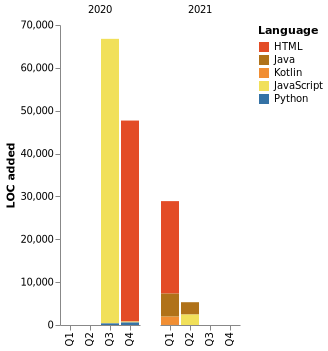 2020
2021
Language
HTML
Java
Kotlin
JavaScript
Python
LOC added
70,000
60,000
50,000
40,000
30,000
20,000
10,000
0
Q1
Q2
Q3
Q4
Q1
Q2
Q3
Q4